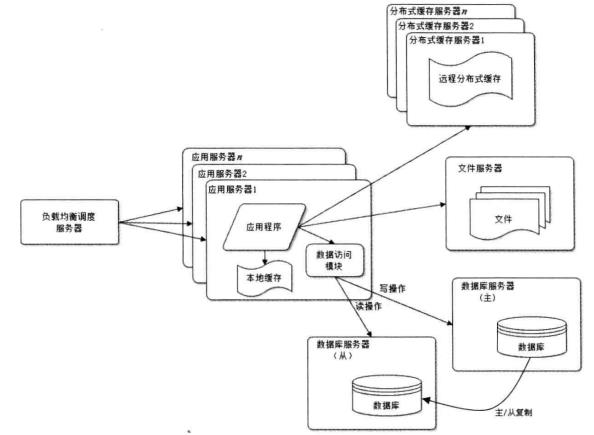 分布式缓存服务器n
分布式缓存服务器2
分布式缓存服务器1
远程分布式缓存
应用服务器n
应用服务器2
应用服务器1
文件服务器
文件
负载均衡调度
服务器
应用程序
数据访问
模块
本地缓存
写操作
读操作
数据库服务器
（主）
数据库
数据库服务器
（从）
数据库
主/从复制